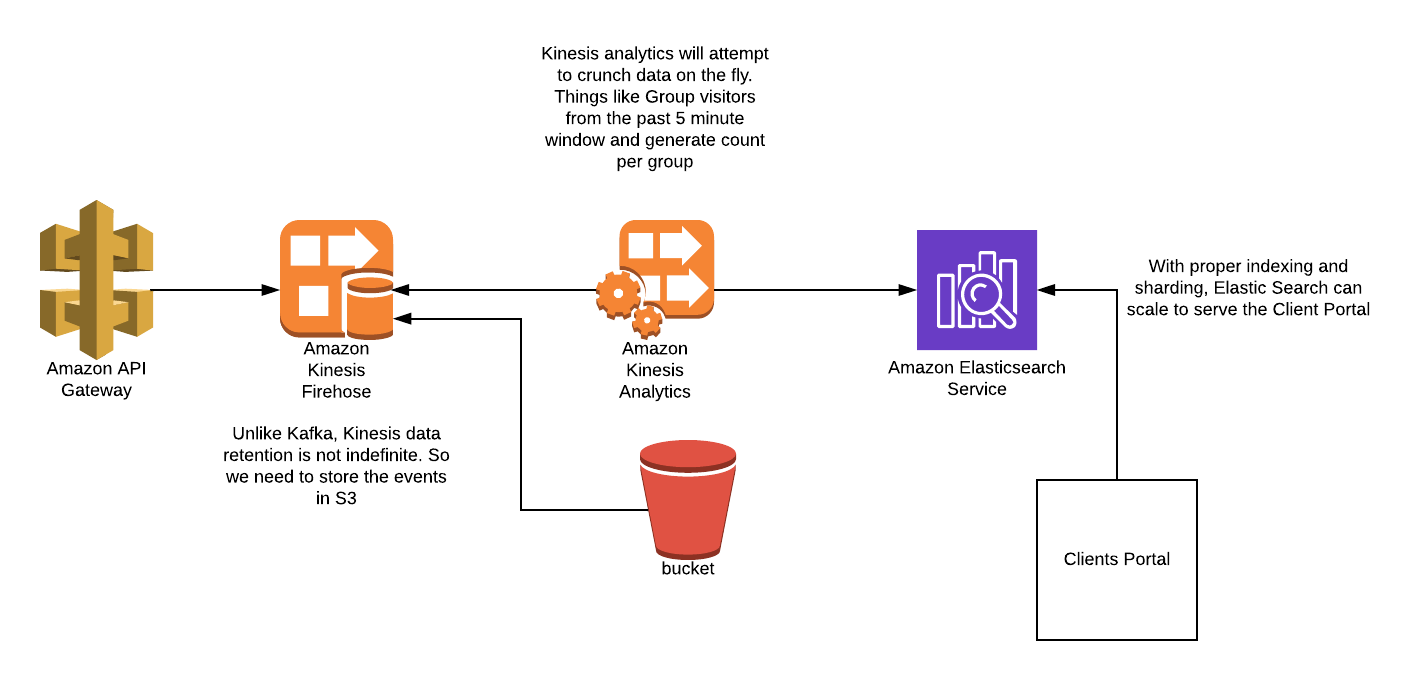 Kinesis analytics will attempt
to crunch data on the fly.
Things like Group visitors
from the past 5 minute
window and generate count
per group
Amazon API
Gateway
Amazon
Kinesis
Firehose
Unlike Kafka, Kinesis data
retention is not indefinite. So
we need to store the events
in S3
Amazon
Kinesis
Analytics
bucket
Amazon Elasticsearch
Service
With proper indexing and
sharding, Elastic Search can
scale to serve the Client Portal
Clients Portal